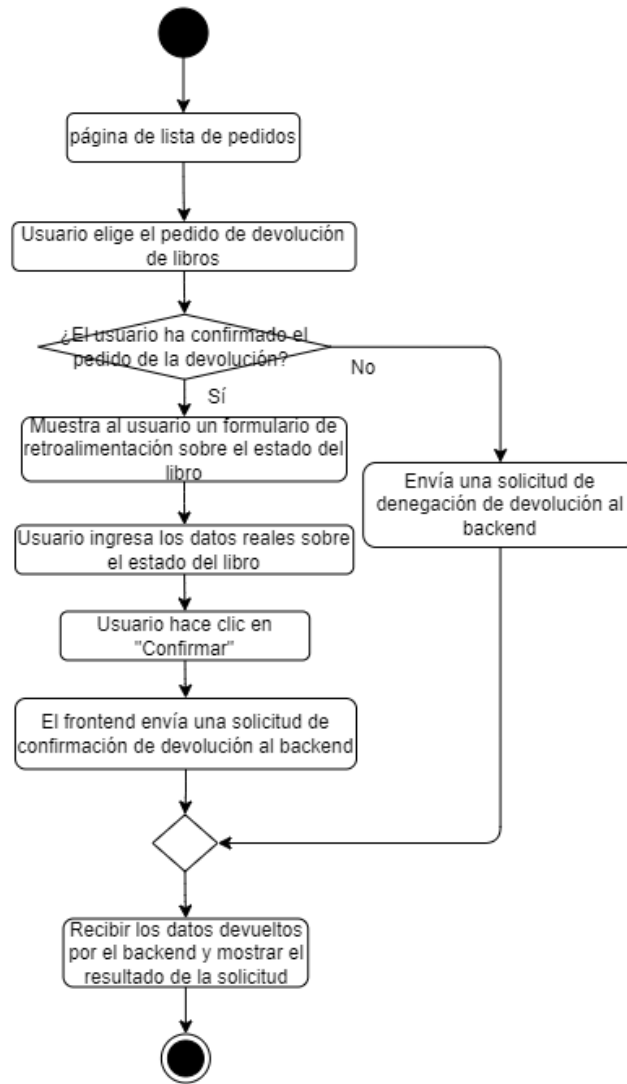 página de lista de pedidos
Usuario elige el pedido de devolución
de libros
¿El usuario ha confirmado el
pedido de la devolución?
No
Sí
Muestra al usuario un formulario de
retroalimentación sobre el estado del
libro
Envía una solicitud de
denegación de devolución al
backend
Usuario ingresa los datos reales sobre
el estado del libro
Usuario hace clic en
"Confirmar"
El frontend envía una solicitud de
confirmación de devolución al backend
Recibir los datos devueltos
por el backend y mostrar el
resultado de la solicitud